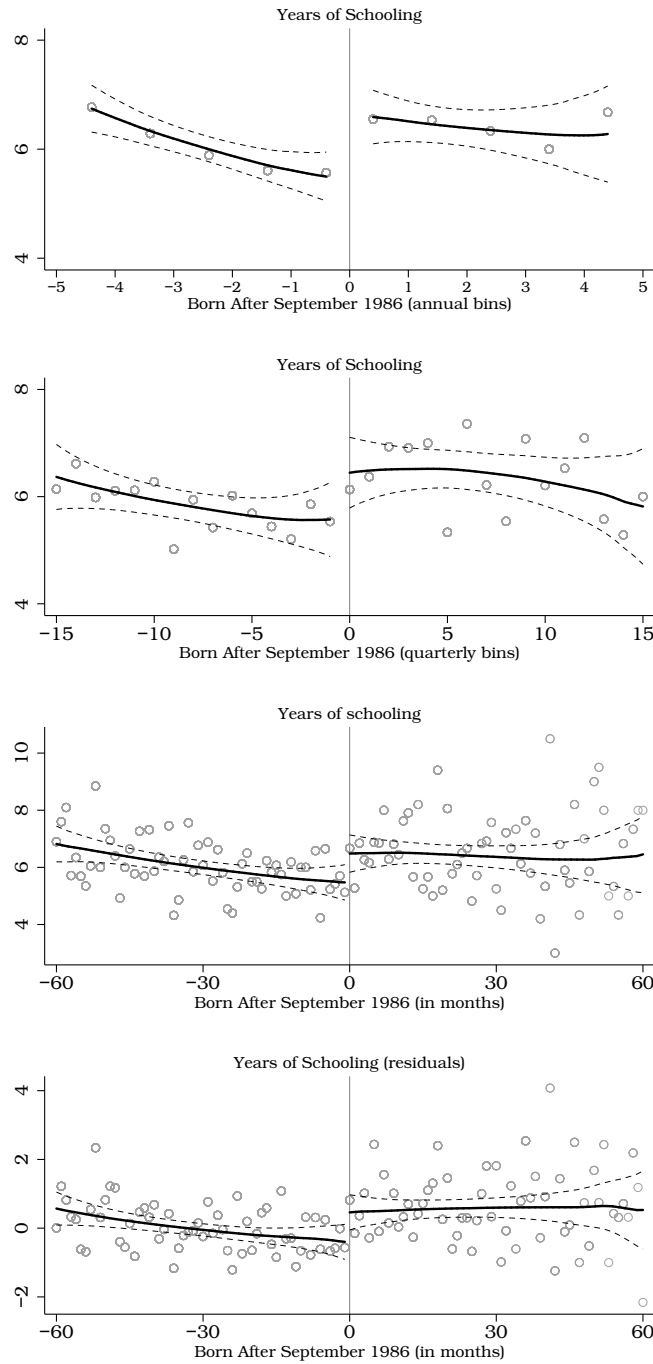 Years of Schooling
8
6
4
−5 −4 −3 −2 −1 0 1 2 3 4 5
Born After September 1986 (annual bins)
Years of Schooling
8
6
4
−15 −10 −5 0 5 10 15
Born After September 1986 (quarterly bins)
Years of schooling
10
8
6
4
−60 −30 0 30 60
Born After September 1986 (in months)
Years of Schooling (residuals)
4
2
0
−2
−60 −30 0 30 60
Born After September 1986 (in months)